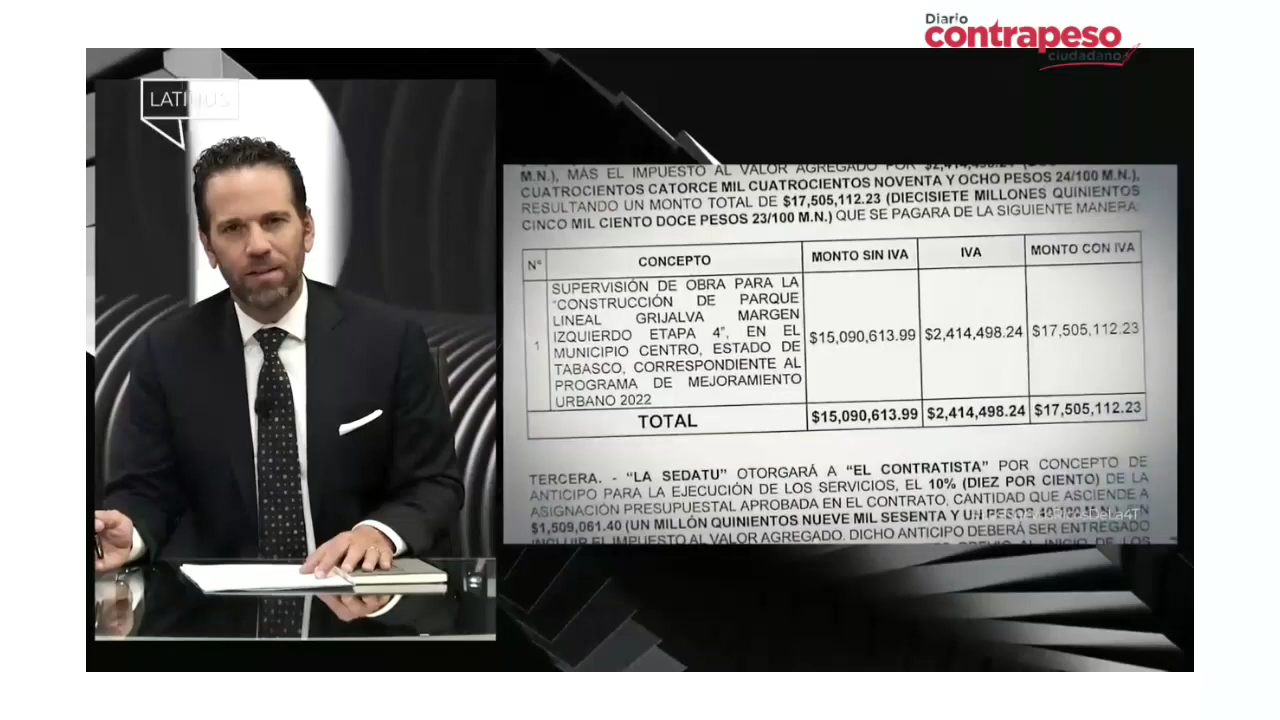 Diario
contrapeso
ciudadano
LATINUS
M.N.), MÁS EL IMPUESTO AL VALOR AGREGADO POR $2,414,498.24
CUATROCIENTOS CATORCE MIL CUATROCIENTOS NOVENTA Y OCHO PESOS 24/100 M.N.),
RESULTANDO UN MONTO TOTAL DE $17,505,112.23 (DIECISIETE MILLONES QUINIENTOS
CINCO MIL CIENTO DOCE PESOS 23/100 M.N.) QUE SE PAGARA DE LA SIGUIENTE MANERA:
N° CONCEPTO MONTO SIN IVA IVA MONTO CON IVA
SUPERVISIÓN DE OBRA PARA LA
"CONSTRUCCIÓN DE PARQUE
LINEAL GRIJALVA MARGEN
IZQUIERDO ETAPA 4", EN EL
1 MUNICIPIO CENTRO, ESTADO DE $15,090,613.99 $2,414,498.24 $17,505,112.23
TABASCO, CORRESPONDIENTE AL
PROGRAMA DE MEJORAMIENTO
URBANO 2022
TOTAL $15,090,613.99 $2,414,498.24 $17,505,112.23
TERCERA. - "LA SEDATU" OTORGARÁ A "EL CONTRATISTA" POR CONCEPTO DE
ANTICIPO PARA LA EJECUCIÓN DE LOS SERVICIOS, EL 10% (DIEZ POR CIENTO) DE LA
ASIGNACIÓN PRESUPUESTAL APROBADA EN EL CONTRATO, CANTIDAD QUE ASCIENDE A
$1,509,061.40 (UN MILLÓN QUINIENTOS NUEVE MIL SESENTA Y UN PESOS
INCLUIR EL IMPUESTO AL VALOR AGREGADO. DICHO ANTICIPO DEBERÁ SER ENTREGADO